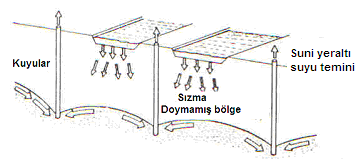 Kuyular
Suni yeraltı
suyu temini
Sızma
Doymamış bölge